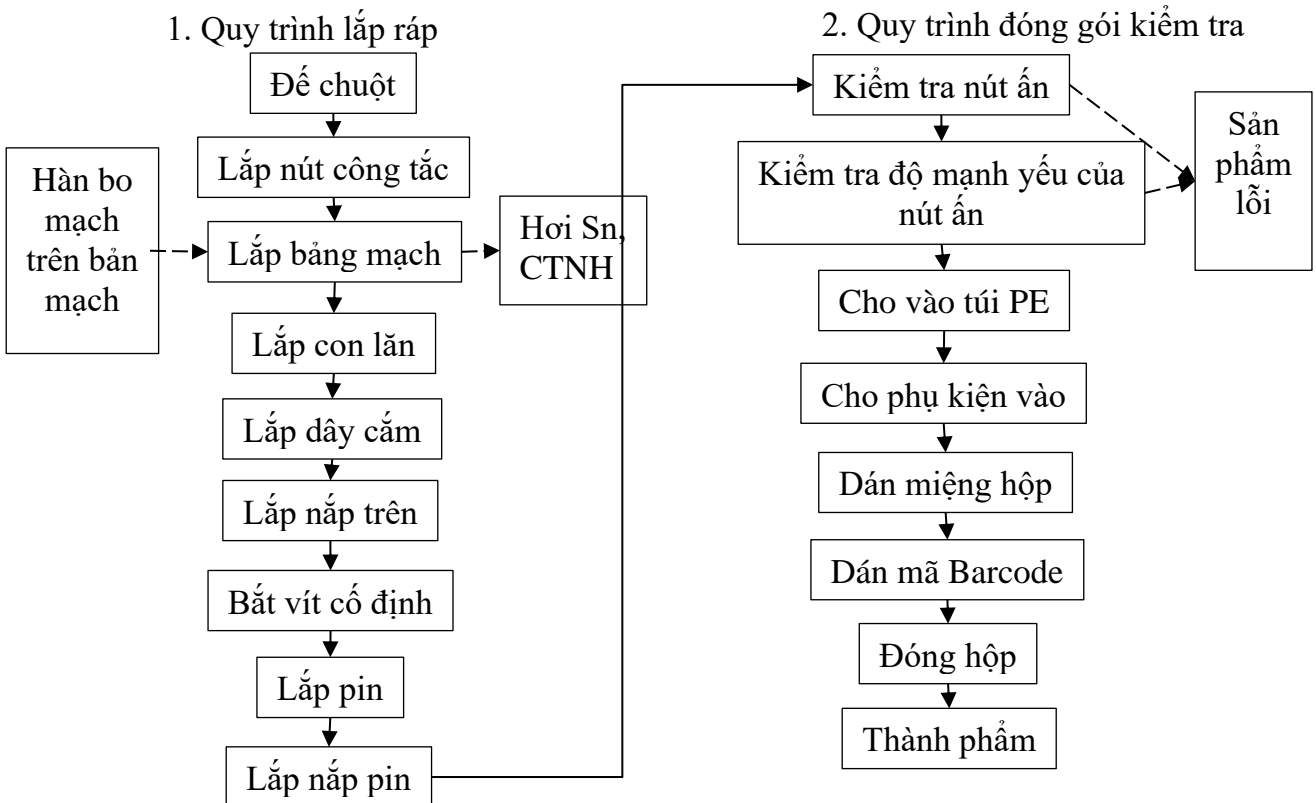 1. Quy trình lắp ráp
Đế chuột
Lắp nút công tắc
Hàn bo
mạch
trên bản
mạch
Lắp bảng mạch
Hơi Sn,
CTNH
Lắp con lăn
Lắp dây cắm
Lắp nắp trên
Bắt vít cố định
Lắp pin
Lắp nắp pin
2. Quy trình đóng gói kiểm tra
Kiểm tra nút ấn
Kiểm tra độ mạnh yếu của
nút ấn
Sản
phẩm
lỗi
Cho vào túi PE
Cho phụ kiện vào
Dán miệng hộp
Dán mã Barcode
Đóng hộp
Thành phẩm